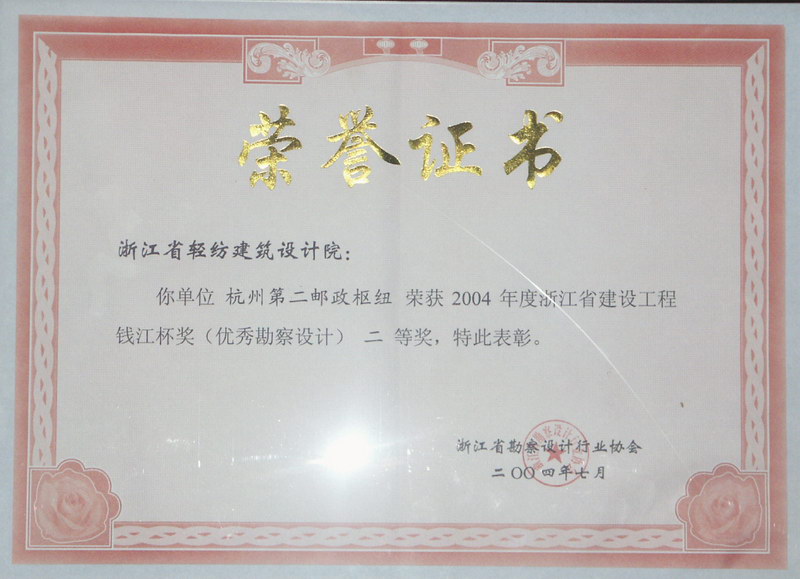 荣誉证书
浙江省轻纺建筑设计院：
你单位 杭州第二邮政枢纽 荣获 2004 年度浙江省建设工程
钱江杯奖（优秀勘察设计） 二 等奖，特此表彰。
浙江省勘察设计行业协会
二〇〇四年七月